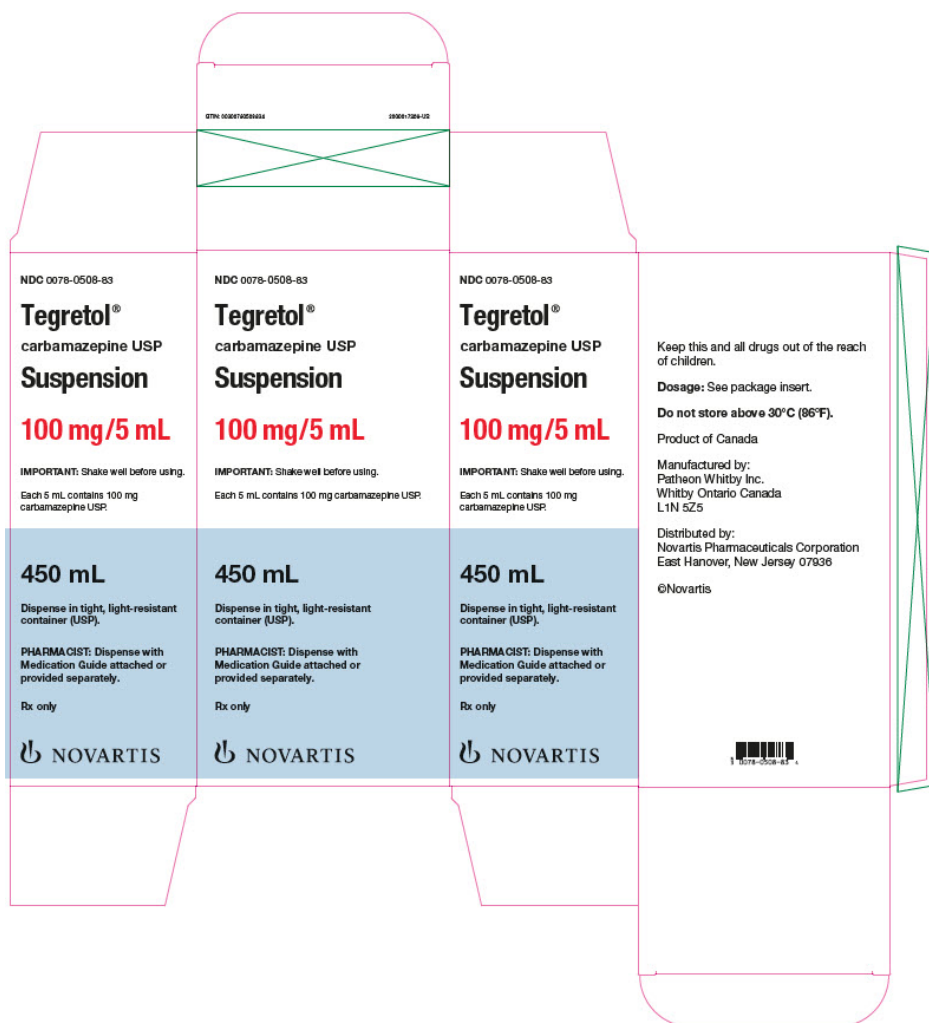 GTIN: 00300780508834
2000017309-US
NDC 0078-0508-83
Tegretol®
carbamazepine USP
Suspension
100 mg/5 mL
IMPORTANT: Shake well before using.
Each 5 mL contains 100 mg
carbamazepine USP.
450 mL
Dispense in tight, light-resistant
container (USP).
PHARMACIST: Dispense with
Medication Guide attached or
provided separately.
Rx only
NOVARTIS
NDC 0078-0508-83
Tegretol®
carbamazepine USP
Suspension
100 mg/5 mL
IMPORTANT: Shake well before using.
Each 5 mL contains 100 mg carbamazepine USP.
450 mL
Dispense in tight, light-resistant
container (USP).
PHARMACIST: Dispense with
Medication Guide attached or
provided separately.
Rx only
NOVARTIS
NDC 0078-0508-83
Tegretol®
carbamazepine USP
Suspension
100 mg/5 mL
IMPORTANT: Shake well before using.
Each 5 mL contains 100 mg
carbamazepine USP.
450 mL
Dispense in tight, light-resistant
container (USP).
PHARMACIST: Dispense with
Medication Guide attached or
provided separately.
Rx only
NOVARTIS
Keep this and all drugs out of the reach
of children.
Dosage: See package insert.
Do not store above 30°C (86°F).
Product of Canada
Manufactured by:
Patheon Whitby Inc.
Whitby Ontario Canada
L1N 5Z5
Distributed by:
Novartis Pharmaceuticals Corporation
East Hanover, New Jersey 07936
©Novartis
3 0078-0508-83 4